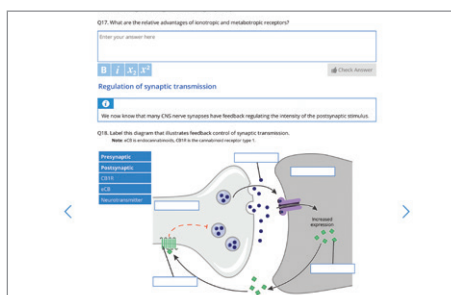 Q17. What are the relative advantages of ionotropic and metabotropic receptors?
Enter your answer here
B i X₂ X²
Check Answer
Regulation of synaptic transmission
i
We now know that many CNS nerve synapses have feedback regulating the intensity of the postsynaptic stimulus.
Q18. Label this diagram that illustrates feedback control of synaptic transmission.
Note: eCB is endocannabinoids, CB1R is the cannabinoid receptor type 1.
Presynaptic
Postsynaptic
CB1R
eCB
Neurotransmitter
Increased
expression